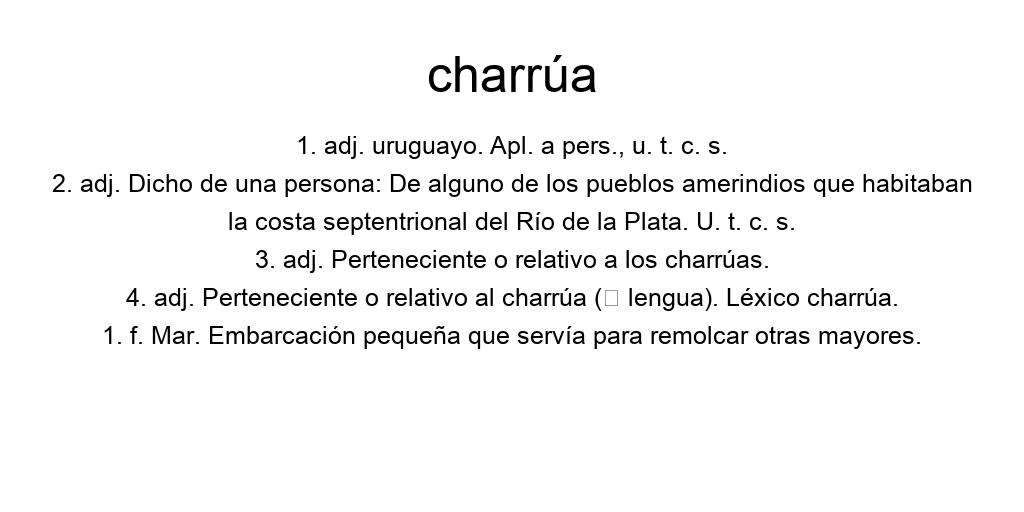 charrúa
1. adj. uruguayo. Apl. a pers., u. t. c. s.
2. adj. Dicho de una persona: De alguno de los pueblos amerindios que habitaban
la costa septentrional del Río de la Plata. U. t. c. s.
3. adj. Perteneciente o relativo a los charrúas.
4. adj. Perteneciente o relativo al charrúa (□ lengua). Léxico charrúa.
1. f. Mar. Embarcación pequeña que servía para remolcar otras mayores.